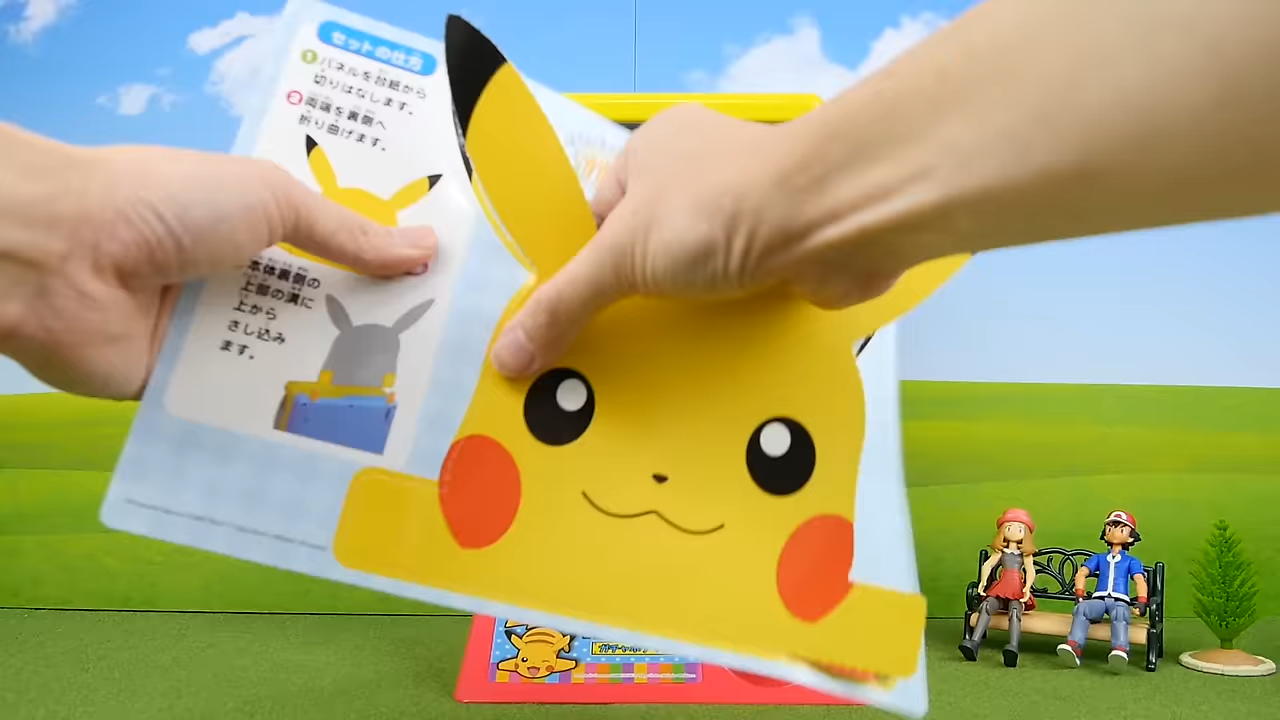 セットの仕方
①パネルを台紙から
切りはなします。
②両端を裏側へ
折り曲げます。
本体裏側の
上部の溝に
上から
さし込み
ます。